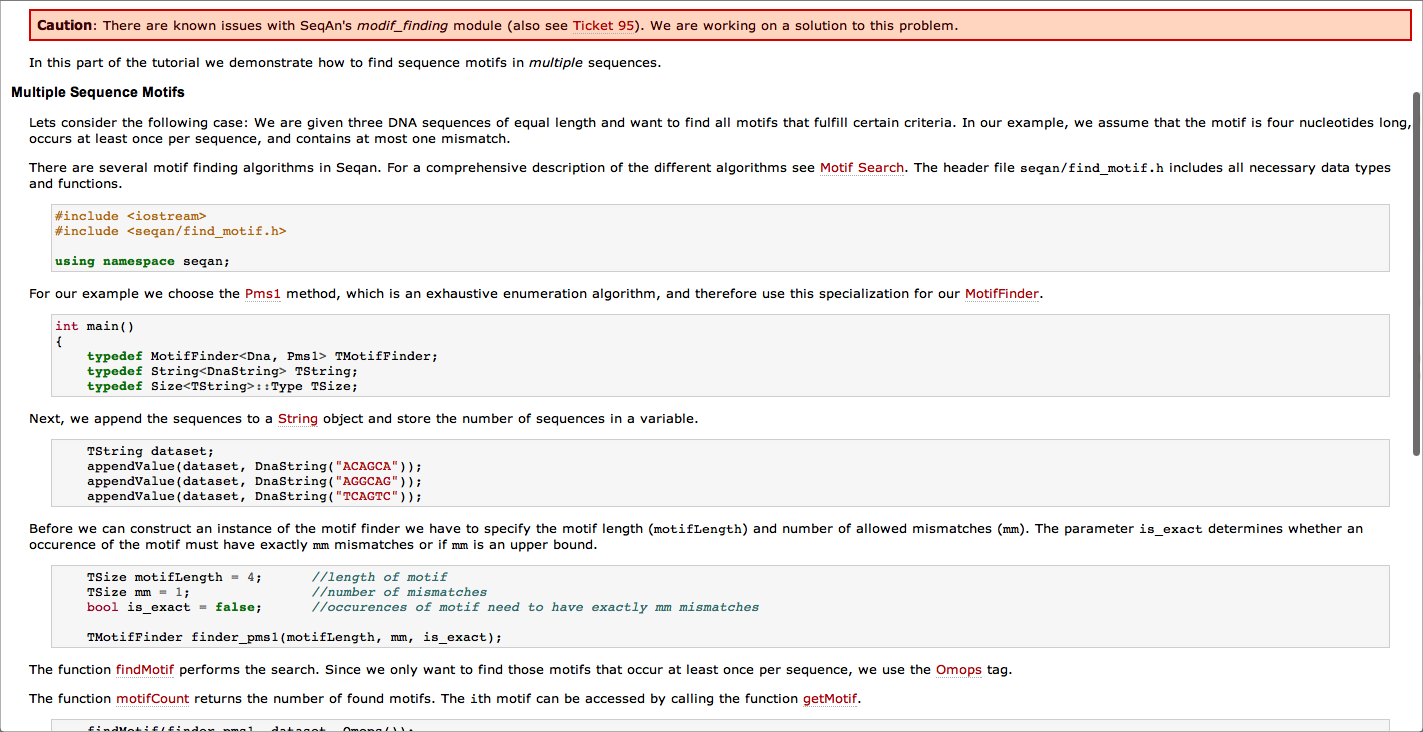 Caution: There are known issues with SeqAn's modif_finding module (also see Ticket 95). We are working on a solution to this problem.
In this part of the tutorial we demonstrate how to find sequence motifs in multiple sequences.
Multiple Sequence Motifs
Lets consider the following case: We are given three DNA sequences of equal length and want to find all motifs that fulfill certain criteria. In our example, we assume that the motif is four nucleotides long,
occurs at least once per sequence, and contains at most one mismatch.
There are several motif finding algorithms in Seqan. For a comprehensive description of the different algorithms see Motif Search. The header file seqan/find_motif.h includes all necessary data types
and functions.
#include <iostream>
#include <seqan/find_motif.h>
using namespace seqan;
For our example we choose the Pms1 method, which is an exhaustive enumeration algorithm, and therefore use this specialization for our MotifFinder.
int main()
{
    typedef MotifFinder<Dna, Pms1> TMotifFinder;
    typedef String<DnaString> TString;
    typedef Size<TString>::Type TSize;
Next, we append the sequences to a String object and store the number of sequences in a variable.
    TString dataset;
    appendValue(dataset, DnaString("ACAGCA"));
    appendValue(dataset, DnaString("AGGCAG"));
    appendValue(dataset, DnaString("TCAGTC"));
Before we can construct an instance of the motif finder we have to specify the motif length (motifLength) and number of allowed mismatches (mm). The parameter is_exact determines whether an
occurence of the motif must have exactly mm mismatches or if mm is an upper bound.
    TSize motifLength = 4;      //length of motif
    TSize mm = 1;               //number of mismatches
    bool is_exact = false;      //occurences of motif need to have exactly mm mismatches
    TMotifFinder finder_pms1(motifLength, mm, is_exact);
The function findMotif performs the search. Since we only want to find those motifs that occur at least once per sequence, we use the Omops tag.
The function motifCount returns the number of found motifs. The ith motif can be accessed by calling the function getMotif.
    findMotif(finder_pms1, dataset, Omops());